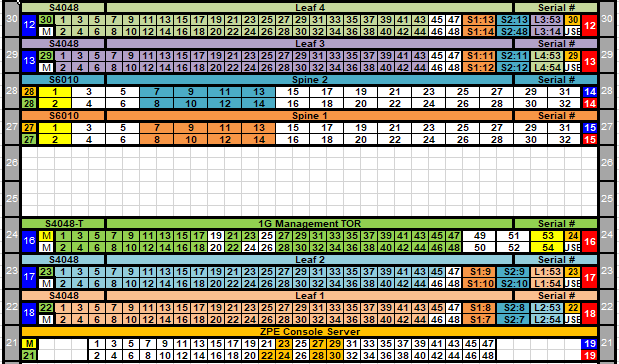 S4048 Leaf 4 Serial #
30 12 30 1 3 5 7 9 11 13 15 17 19 21 23 25 27 29 31 33 35 37 39 41 43 45 47 S1:13 S2:13 L3:53 30 12 30
M 2 4 6 8 10 12 14 16 18 20 22 24 26 28 30 32 34 36 38 40 42 44 46 48 S1:14 S2:48 L3:14 USE
S4048 Leaf 3 Serial #
29 13 29 1 3 5 7 9 11 13 15 17 19 21 23 25 27 29 31 33 35 37 39 41 43 45 47 S1:11 S2:11 L4:53 29 13 29
M 2 4 6 8 10 12 14 16 18 20 22 24 26 28 30 32 34 36 38 40 42 44 46 48 S1:12 S2:12 L4:54 USE
S6010 Spine 2 Serial #
28 28 1 3 5 7 9 11 13 15 17 19 21 23 25 27 29 31 14 28
28 2 4 6 8 10 12 14 16 18 20 22 24 26 28 30 32 14
S6010 Spine 1 Serial #
27 27 1 3 5 7 9 11 13 15 17 19 21 23 25 27 29 31 15 27
27 2 4 6 8 10 12 14 16 18 20 22 24 26 28 30 32 15
26 26
25 25
S4048-T 1G Management TOR Serial #
24 16 M 1 3 5 7 9 11 13 15 17 19 21 23 25 27 29 31 33 35 37 39 41 43 45 47 49 51 53 24 16 24
M 2 4 6 8 10 12 14 16 18 20 22 24 26 28 30 32 34 36 38 40 42 44 46 48 50 52 54 USE
S4048 Leaf 2 Serial #
23 17 23 1 3 5 7 9 11 13 15 17 19 21 23 25 27 29 31 33 35 37 39 41 43 45 47 S1:9 S2:9 L1:53 23 17 23
M 2 4 6 8 10 12 14 16 18 20 22 24 26 28 30 32 34 36 38 40 42 44 46 48 S1:10 S2:10 L1:54 USE
S4048 Leaf 1 Serial #
22 18 22 1 3 5 7 9 11 13 15 17 19 21 23 25 27 29 31 33 35 37 39 41 43 45 47 S1:8 S2:8 L2:53 22 18 22
M 2 4 6 8 10 12 14 16 18 20 22 24 26 28 30 32 34 36 38 40 42 44 46 48 S1:7 S2:7 L2:54 USE
ZPE Console Server
21 M 1 3 5 7 9 11 13 15 17 19 21 23 25 27 29 31 33 35 37 39 41 43 45 47 19 21
21 2 4 6 8 10 12 14 16 18 20 22 24 26 28 30 32 34 36 38 40 42 44 46 48 19